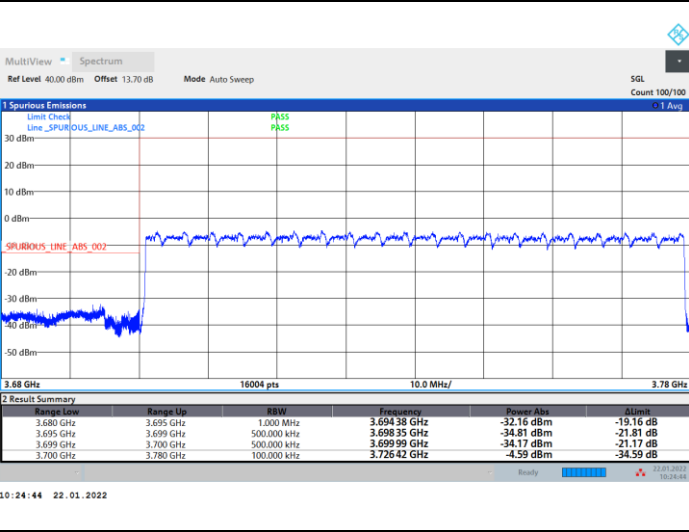 MultiView Spectrum
Ref Level 40.00 dBm Offset 13.70 dB Mode Auto Sweep SGL
Count 100/100
1 Spurious Emissions 1 Avg
Limit Check PASS
Line _SPURIOUS_LINE_ABS_002 PASS
30 dBm
20 dBm
10 dBm
0 dBm
SPURIOUS_LINE_ABS_002
-20 dBm
-30 dBm
-40 dBm
-50 dBm
3.68 GHz 16004 pts 10.0 MHz/ 3.78 GHz
2 Result Summary
Range Low Range Up RBW Frequency Power Abs ΔLimit
3.680 GHz 3.695 GHz 1.000 MHz 3.69438 GHz -32.16 dBm -19.16 dB
3.695 GHz 3.699 GHz 500.000 kHz 3.69835 GHz -34.81 dBm -21.81 dB
3.699 GHz 3.700 GHz 500.000 kHz 3.69999 GHz -34.17 dBm -21.17 dB
3.700 GHz 3.780 GHz 100.000 kHz 3.72642 GHz -4.59 dBm -34.59 dB
Ready 22.01.2022
10:24:44
10:24:44 22.01.2022